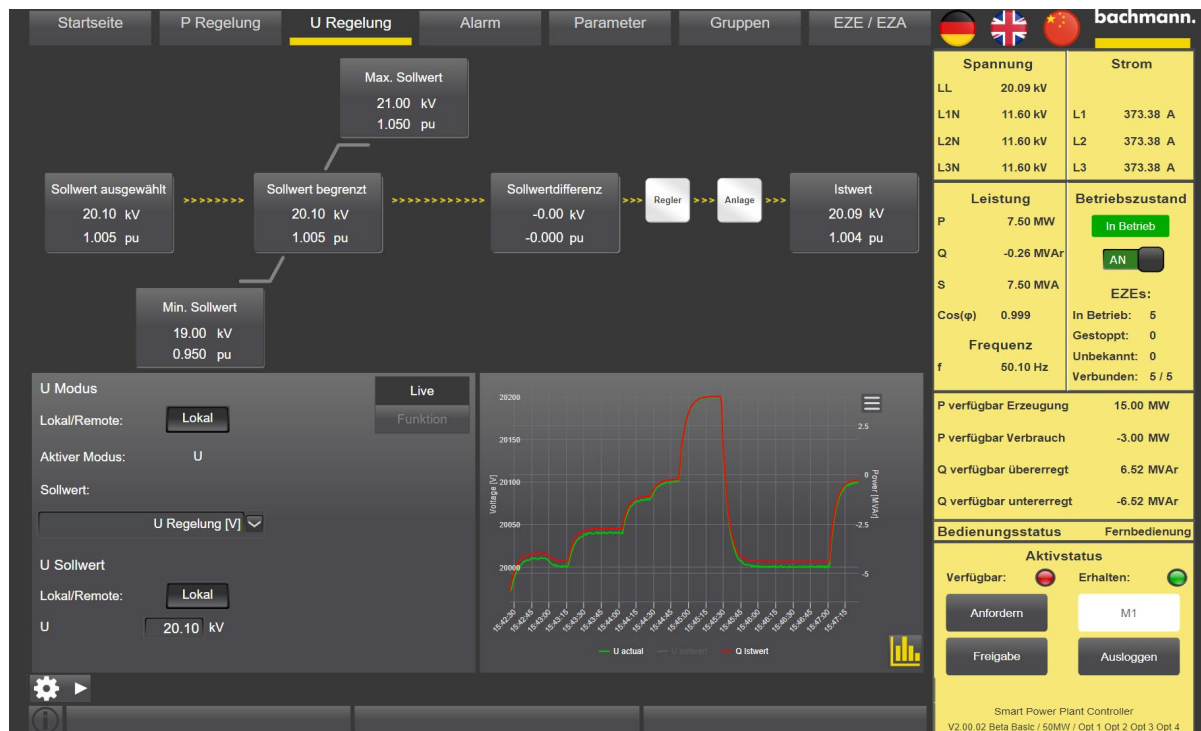 Startseite
P Regelung
U Regelung
Alarm
Parameter
Gruppen
EZE / EZA
bachmann.
Max. Sollwert
21.00 kV
1.050 pu
Sollwert ausgewählt
20.10 kV
1.005 pu
>>>>>>>>
Sollwert begrenzt
20.10 kV
1.005 pu
>>>>>>>>>>>>
Sollwertdifferenz
-0.00 kV
-0.000 pu
>>>
Regler
>>>
Anlage
>>>
Istwert
20.09 kV
1.004 pu
Min. Sollwert
19.00 kV
0.950 pu
U Modus
Lokal/Remote: Lokal
Aktiver Modus: U
Sollwert:
U Regelung [V]
U Sollwert
Lokal/Remote: Lokal
U 20.10 kV
Live
Funktion
Voltage [V]
20200
20150
20100
20050
20000
2.5
0
-2.5
-5
Power [MVAr]
15:42:30
15:42:45
15:43:00
15:43:15
15:43:30
15:43:45
15:44:00
15:44:15
15:44:30
15:44:45
15:45:00
15:45:15
15:45:30
15:45:45
15:46:00
15:46:15
15:46:30
15:46:45
15:47:00
15:47:15
U actual
U sollwert
Q Istwert
Spannung
LL 20.09 kV
L1N 11.60 kV
L2N 11.60 kV
L3N 11.60 kV
Strom
L1 373.38 A
L2 373.38 A
L3 373.38 A
Leistung
P 7.50 MW
Q -0.26 MVAr
S 7.50 MVA
Cos(φ) 0.999
Frequenz
f 50.10 Hz
Betriebszustand
In Betrieb
AN
EZEs:
In Betrieb: 5
Gestoppt: 0
Unbekannt: 0
Verbunden: 5 / 5
P verfügbar Erzeugung 15.00 MW
P verfügbar Verbrauch -3.00 MW
Q verfügbar übererregt 6.52 MVAr
Q verfügbar untererregt -6.52 MVAr
Bedienungsstatus Fernbedienung
Aktivstatus
Verfügbar: Erhalten:
Anfordern M1
Freigabe Ausloggen
Smart Power Plant Controller
V2.00.02 Beta Basic / 50MW / Opt 1 Opt 2 Opt 3 Opt 4